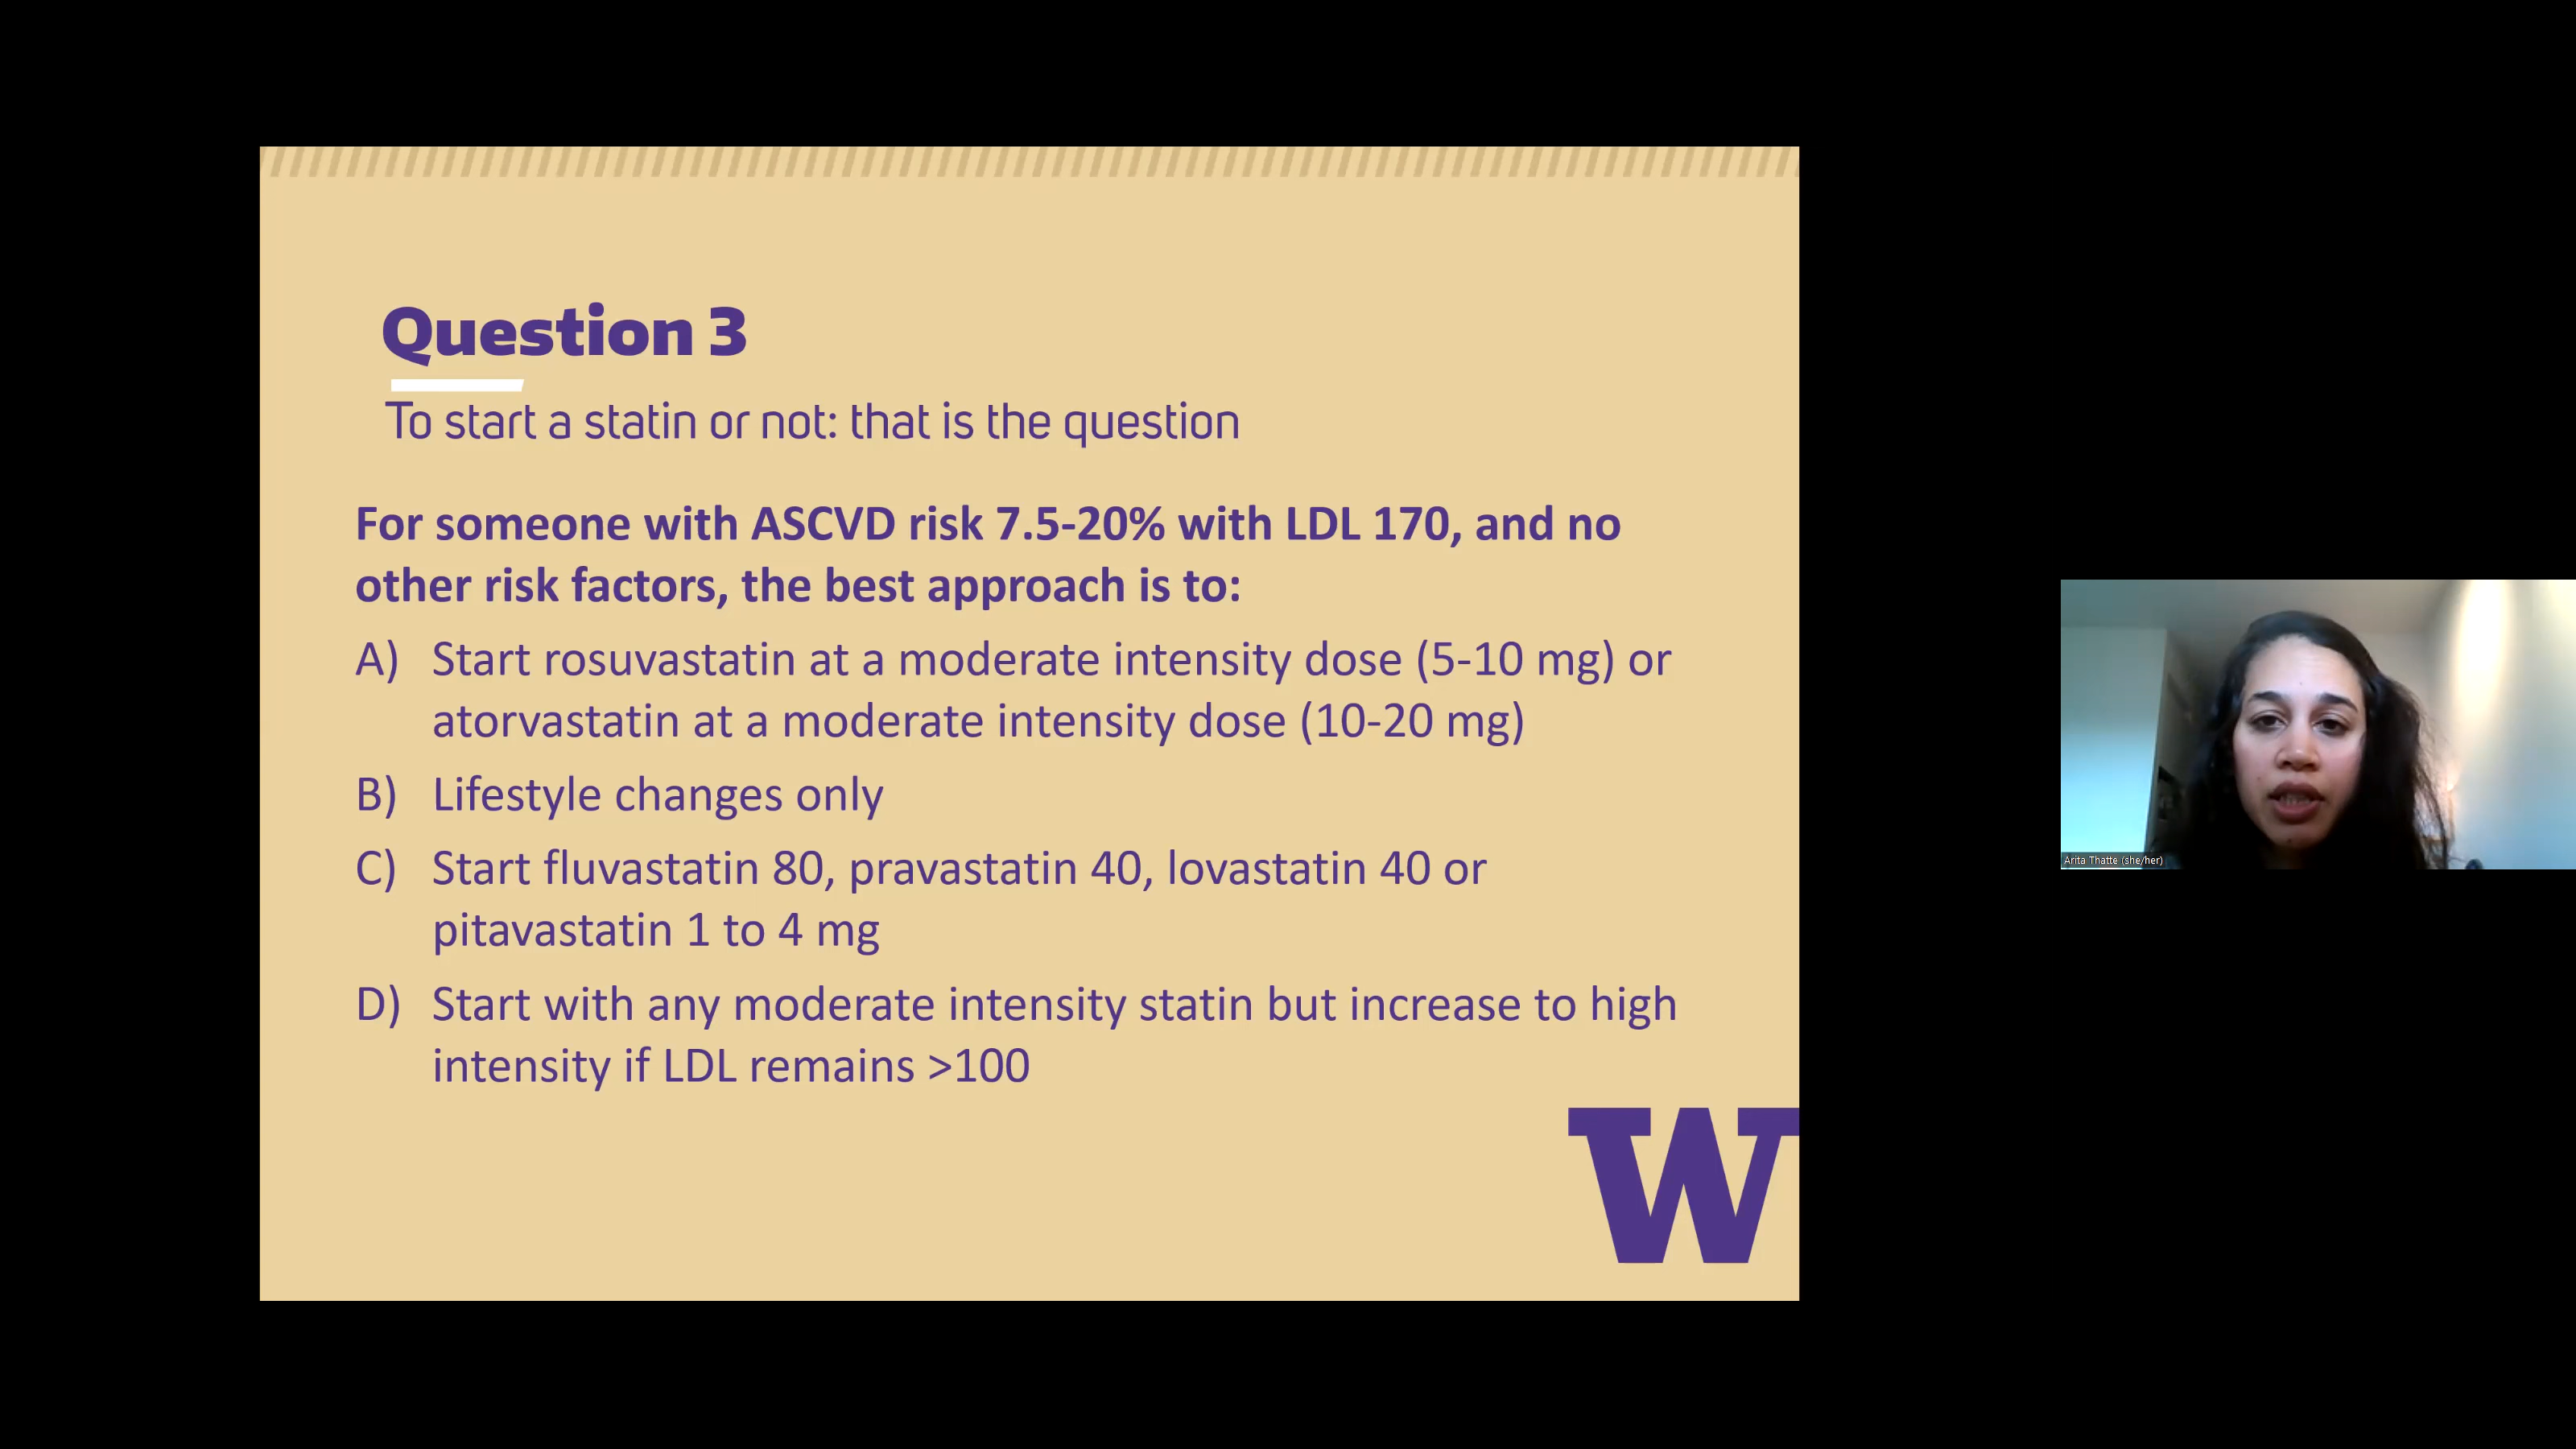 Question 3
To start a statin or not: that is the question
For someone with ASCVD risk 7.5-20% with LDL 170, and no
other risk factors, the best approach is to:
A) Start rosuvastatin at a moderate intensity dose (5-10 mg) or
atorvastatin at a moderate intensity dose (10-20 mg)
B) Lifestyle changes only
C) Start fluvastatin 80, pravastatin 40, lovastatin 40 or
pitavastatin 1 to 4 mg
D) Start with any moderate intensity statin but increase to high
intensity if LDL remains >100
W
Arita Thatte (she/her)